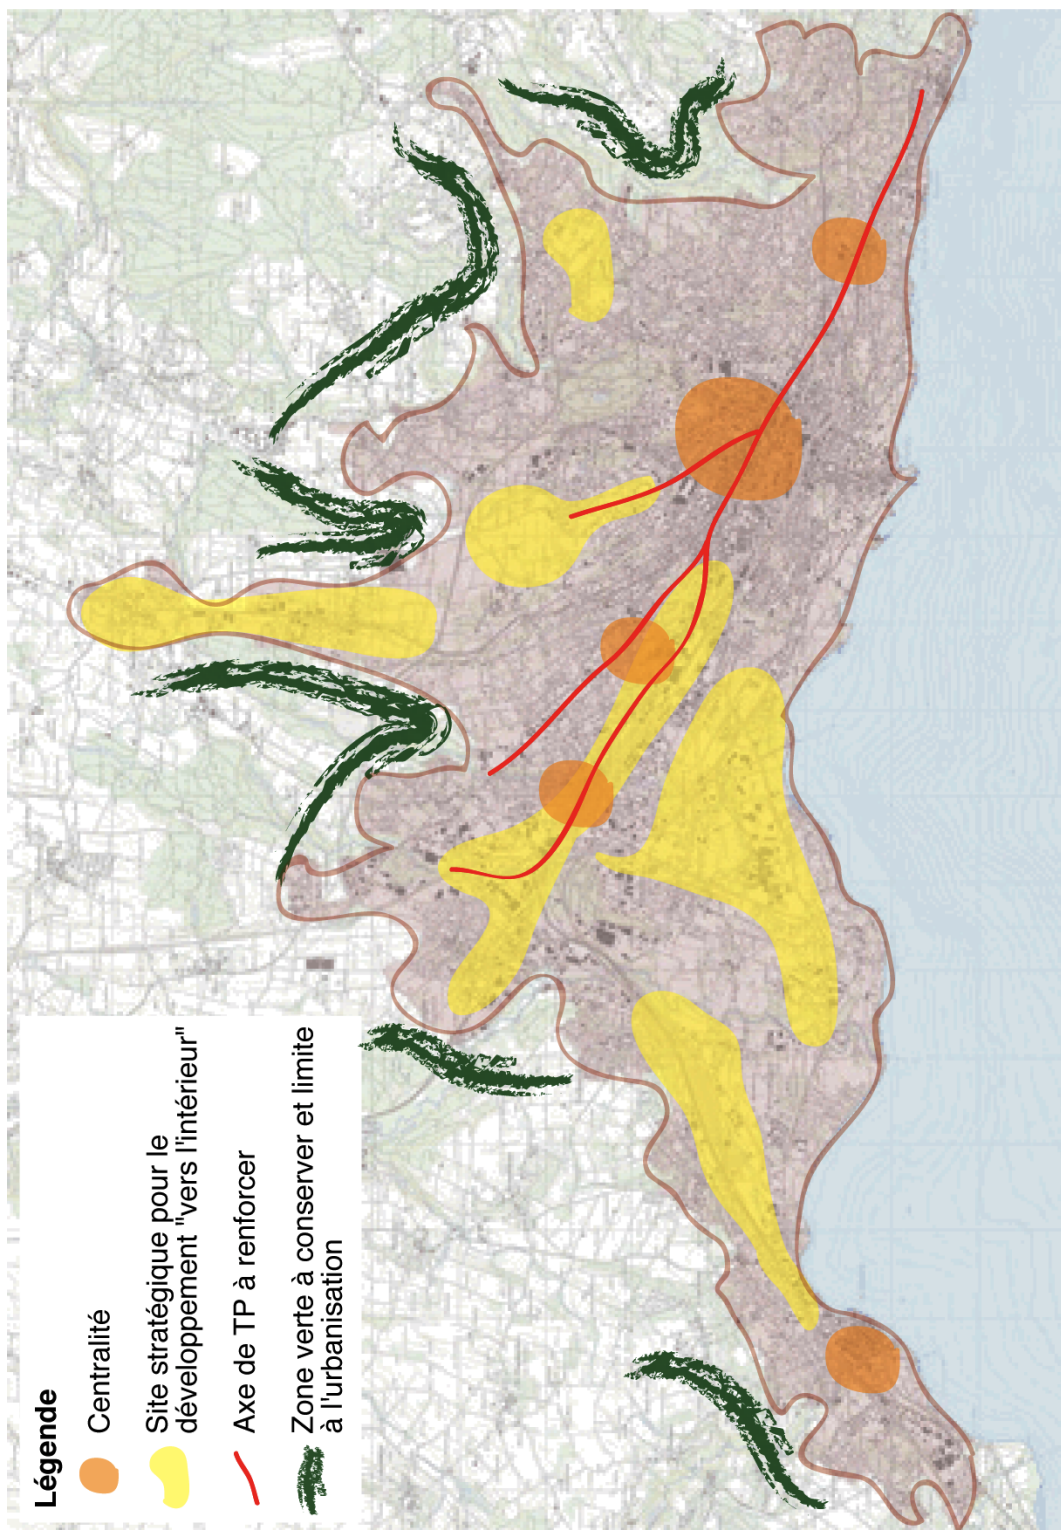 Légende
Centralité
Site stratégique pour le
développement "vers l'intérieur"
Axe de TP à renforcer
Zone verte à conserver et limite
à l'urbanisation